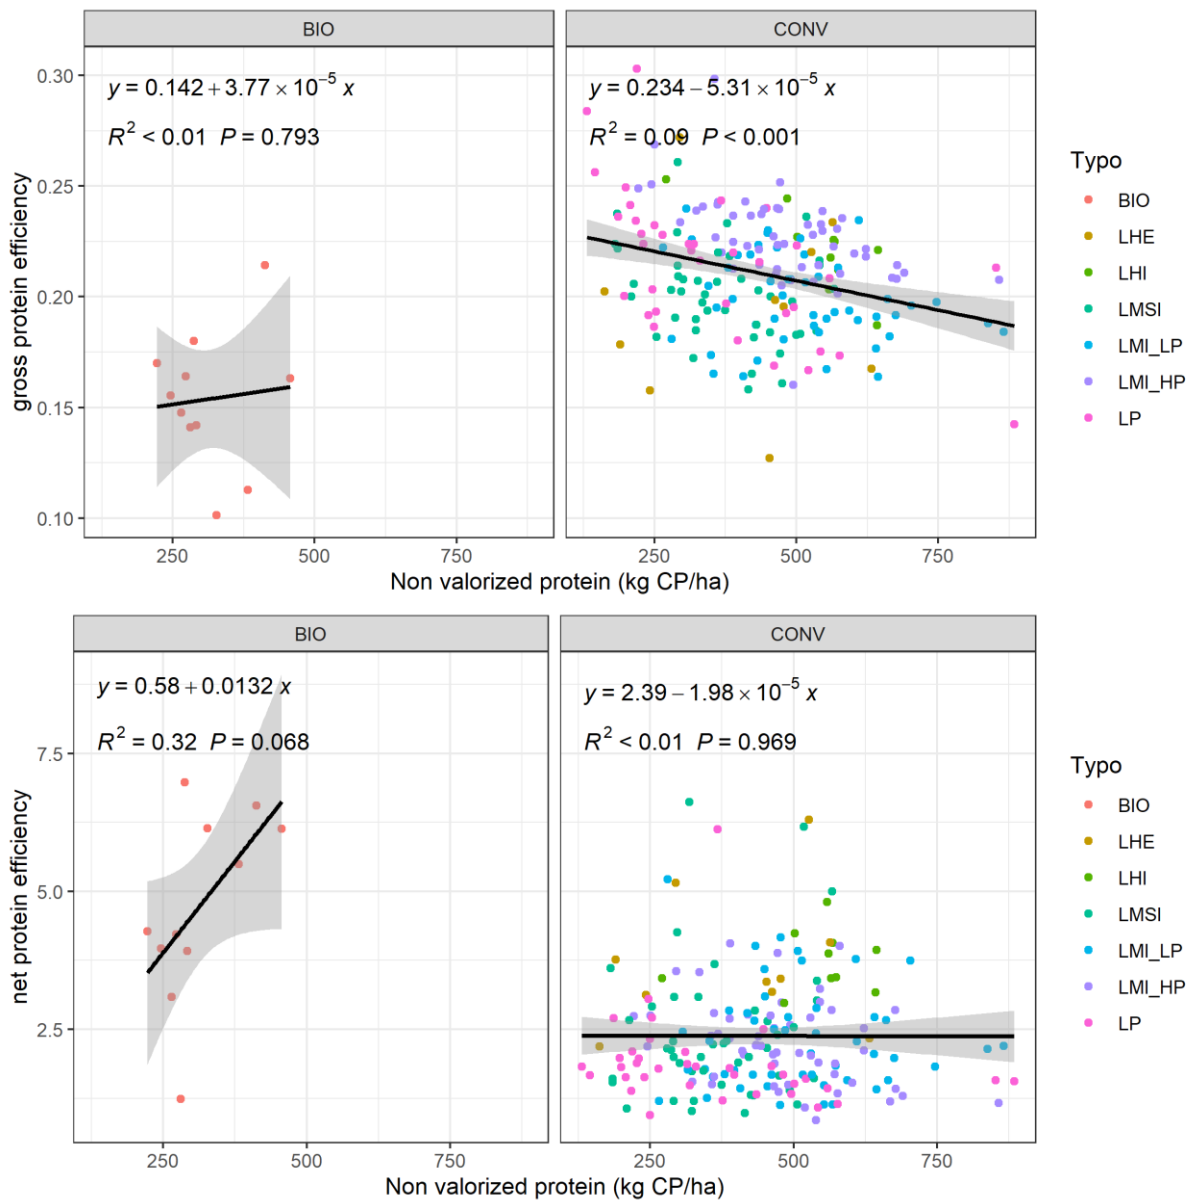 BIO
CONV
y = 0.142 + 3.77 × 10⁻⁵ x
R² < 0.01 P = 0.793
y = 0.234 − 5.31 × 10⁻⁵ x
R² = 0.09 P < 0.001
0.30
0.25
0.20
0.15
0.10
gross protein efficiency
250
500
750
250
500
750
Non valorized protein (kg CP/ha)
Typo
BIO
LHE
LHI
LMSI
LMI_LP
LMI_HP
LP
BIO
CONV
y = 0.58 + 0.0132 x
R² = 0.32 P = 0.068
y = 2.39 − 1.98 × 10⁻⁵ x
R² < 0.01 P = 0.969
7.5
5.0
2.5
net protein efficiency
250
500
750
250
500
750
Non valorized protein (kg CP/ha)
Typo
BIO
LHE
LHI
LMSI
LMI_LP
LMI_HP
LP